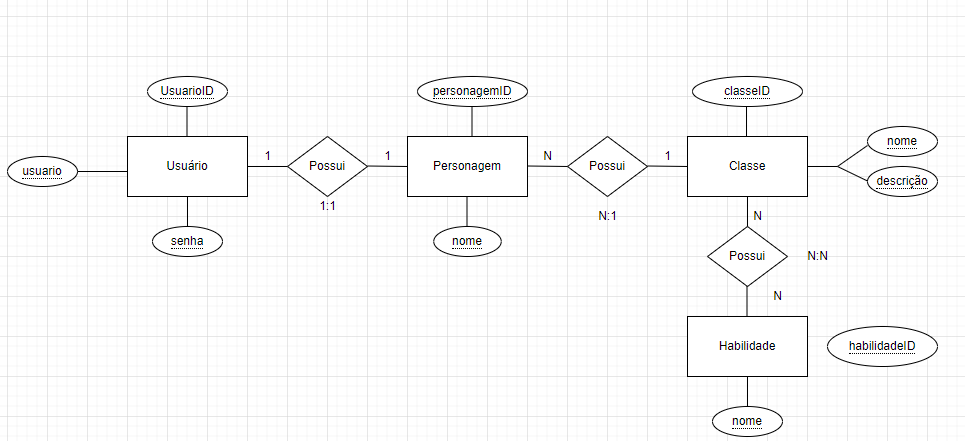 UsuarioID
personagemID
classeID
usuario
Usuário
1
Possui
1
Personagem
N
Possui
1
Classe
nome
descrição
1:1
N:1
N
senha
nome
Possui
N:N
N
Habilidade
habilidadeID
nome